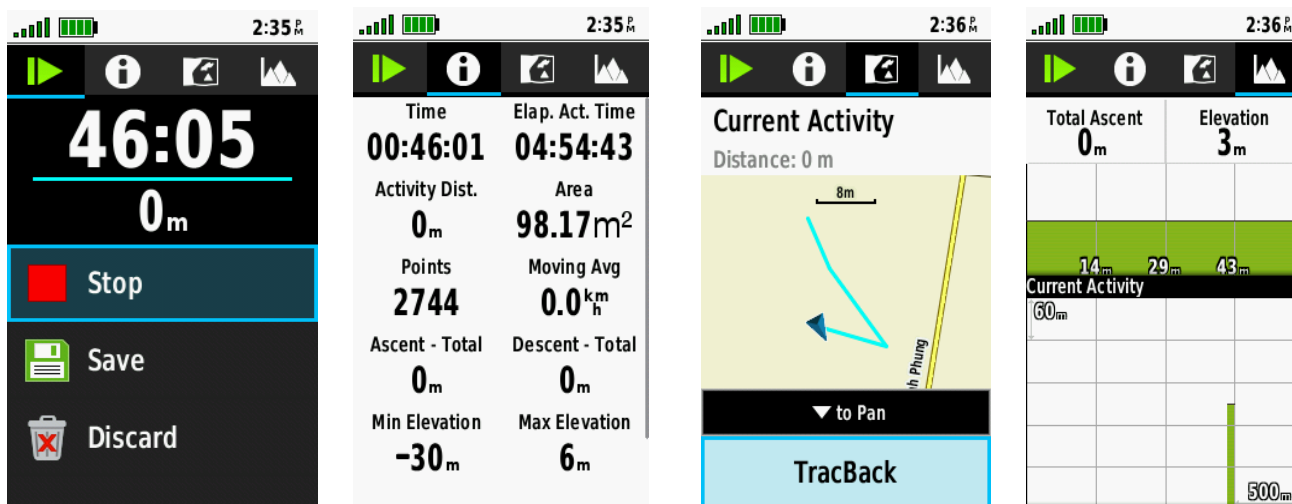 2:35 PM
46:05
0m
Stop
Save
Discard
2:35 PM
Time Elap. Act. Time
00:46:01 04:54:43
Activity Dist. Area
0m 98.17m²
Points Moving Avg
2744 0.0 km/h
Ascent - Total Descent - Total
0m 0m
Min Elevation Max Elevation
-30m 6m
2:36 PM
Current Activity
Distance: 0 m
8m
h Phung
to Pan
TracBack
2:36 PM
Total Ascent Elevation
0m 3m
14m 29m 43m
Current Activity
60m
500m